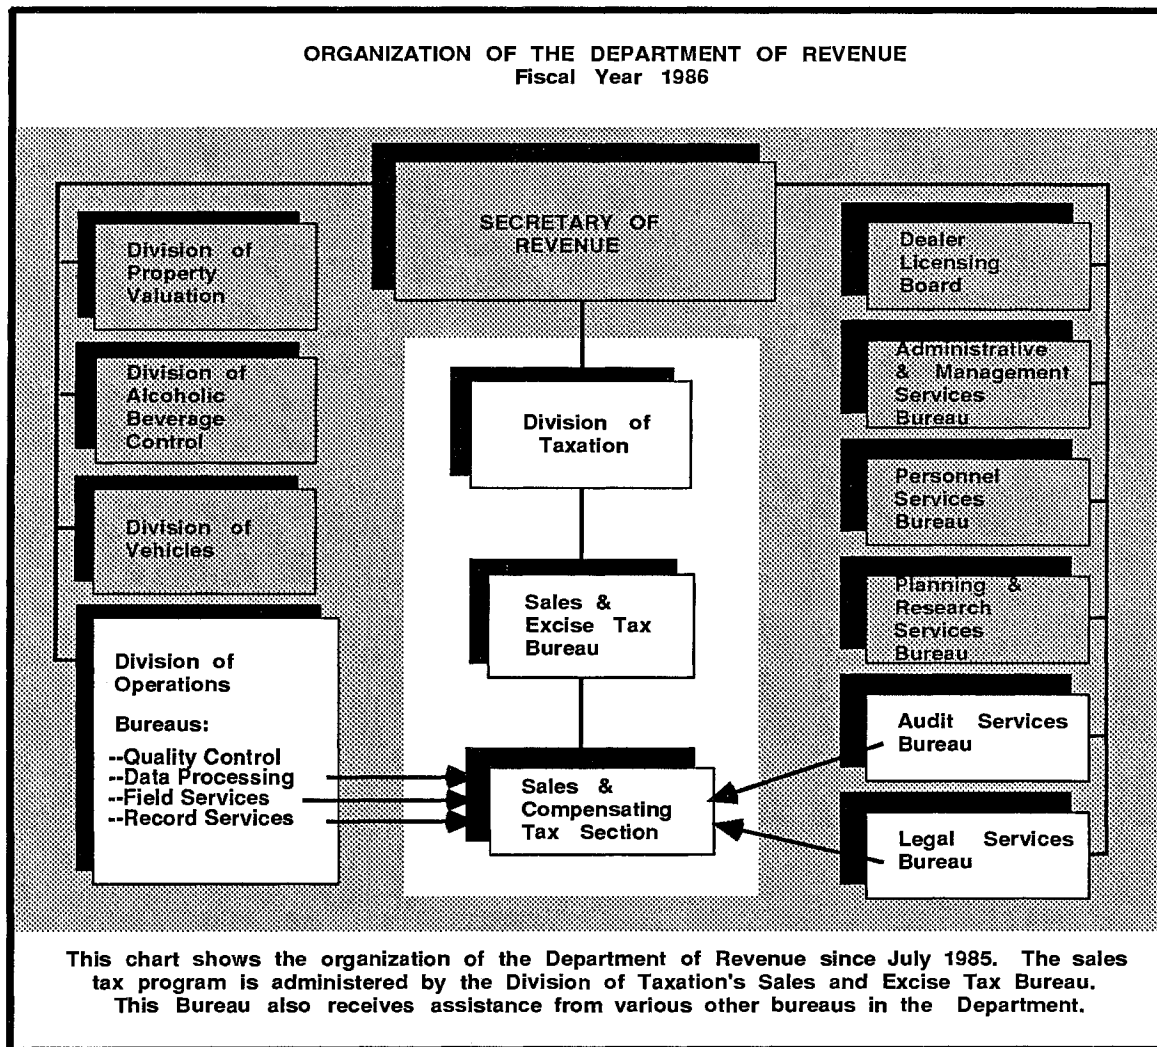 ORGANIZATION OF THE DEPARTMENT OF REVENUE
Fiscal Year 1986
SECRETARY OF
REVENUE
Division of
Property
Valuation
Division of
Alcoholic
Beverage
Control
Division of
Vehicles
Division of
Operations
Bureaus:
--Quality Control
--Data Processing
--Field Services
--Record Services
Division of
Taxation
Sales &
Excise Tax
Bureau
Sales &
Compensating
Tax Section
Dealer
Licensing
Board
Administrative
& Management
Services
Bureau
Personnel
Services
Bureau
Planning &
Research
Services
Bureau
Audit Services
Bureau
Legal Services
Bureau
This chart shows the organization of the Department of Revenue since July 1985. The sales
tax program is administered by the Division of Taxation's Sales and Excise Tax Bureau.
This Bureau also receives assistance from various other bureaus in the Department.